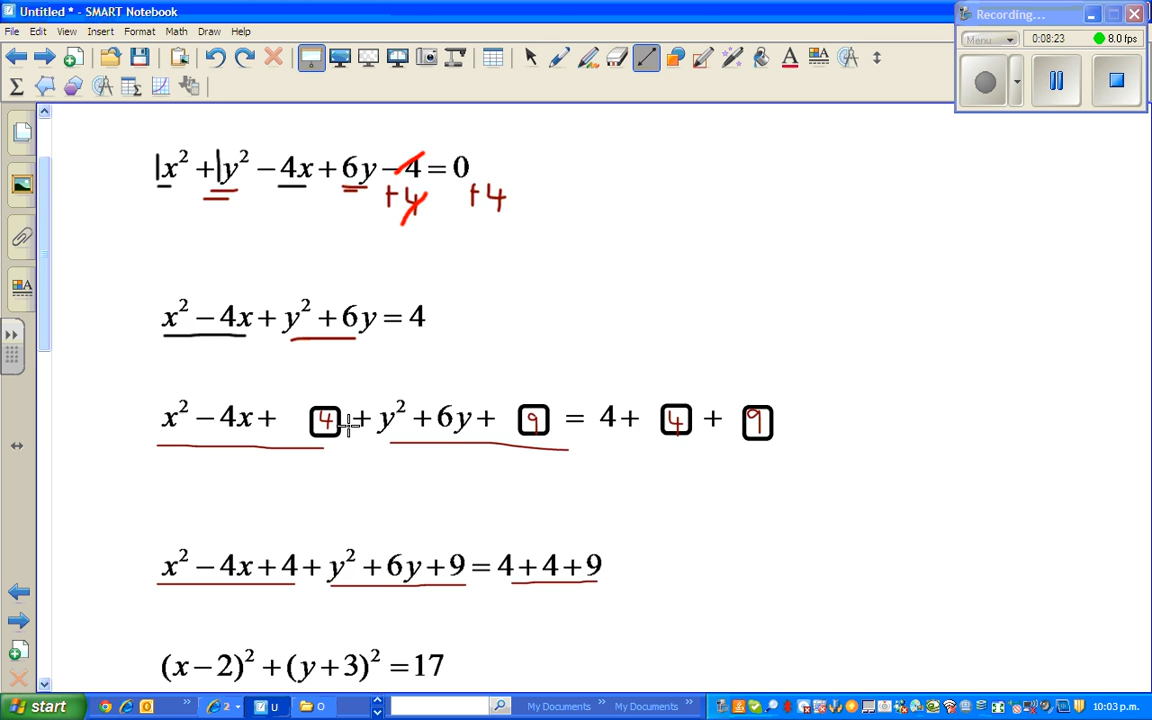 Untitled * - SMART Notebook
Recording...
File Edit View Insert Format Math Draw Help
Menu
0:08:23
8.0 fps
|x² + |y² − 4x + 6y − 4 = 0
+4 +4
x² − 4x + y² + 6y = 4
x² − 4x + 4 + y² + 6y + 9 = 4 + 4 + 9
x² − 4x + 4 + y² + 6y + 9 = 4 + 4 + 9
(x − 2)² + (y + 3)² = 17
start
2
U
O
My Documents
My Documents
10:03 p.m.